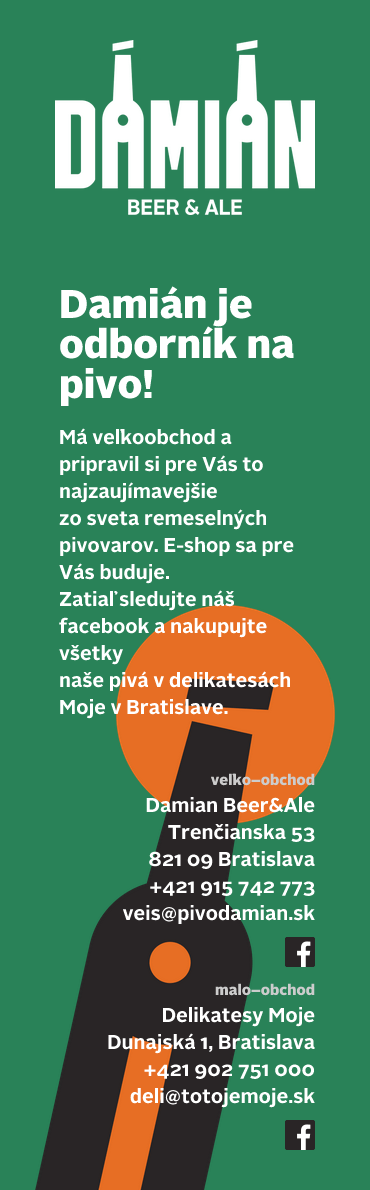 DAMIÁN
BEER & ALE
Damián je
odborník na
pivo!
Má veľkoobchod a
pripravil si pre Vás to
najzaujímavejšie
zo sveta remeselných
pivovarov. E-shop sa pre
Vás buduje.
Zatiaľ sledujte náš
facebook a nakupujte
všetky
naše pivá v delikatesách
Moje v Bratislave.
velko–obchod
Damian Beer&Ale
Trenčianska 53
821 09 Bratislava
+421 915 742 773
veis@pivodamian.sk
malo–obchod
Delikatesy Moje
Dunajská 1, Bratislava
+421 902 751 000
deli@totojemoje.sk